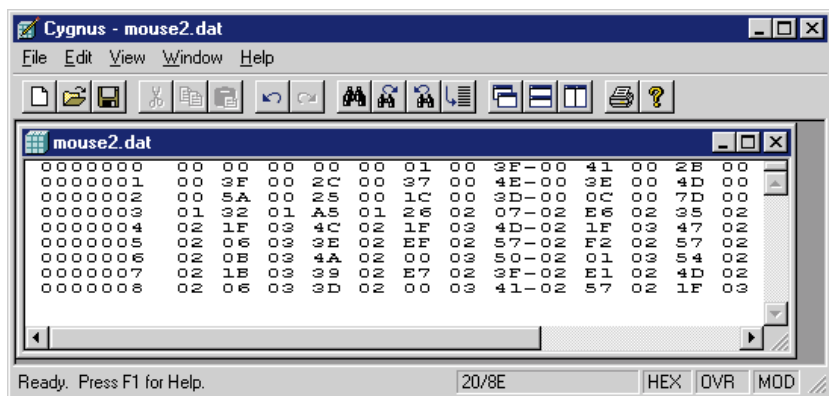 Cygnus - mouse2.dat
File Edit View Window Help
mouse2.dat
0000000 00 00 00 00 00 01 00 3F-00 41 00 2B 00
0000001 00 3F 00 2C 00 37 00 4E-00 3E 00 4D 00
0000002 00 5A 00 25 00 1C 00 3D-00 0C 00 7D 00
0000003 01 32 01 A5 01 26 02 07-02 E6 02 35 02
0000004 02 1F 03 4C 02 1F 03 4D-02 1F 03 47 02
0000005 02 06 03 3E 02 EF 02 57-02 F2 02 57 02
0000006 02 0B 03 4A 02 00 03 50-02 01 03 54 02
0000007 02 1B 03 39 02 E7 02 3F-02 E1 02 4D 02
0000008 02 06 03 3D 02 00 03 41-02 57 02 1F 03
Ready. Press F1 for Help. 20/8E HEX OVR MOD